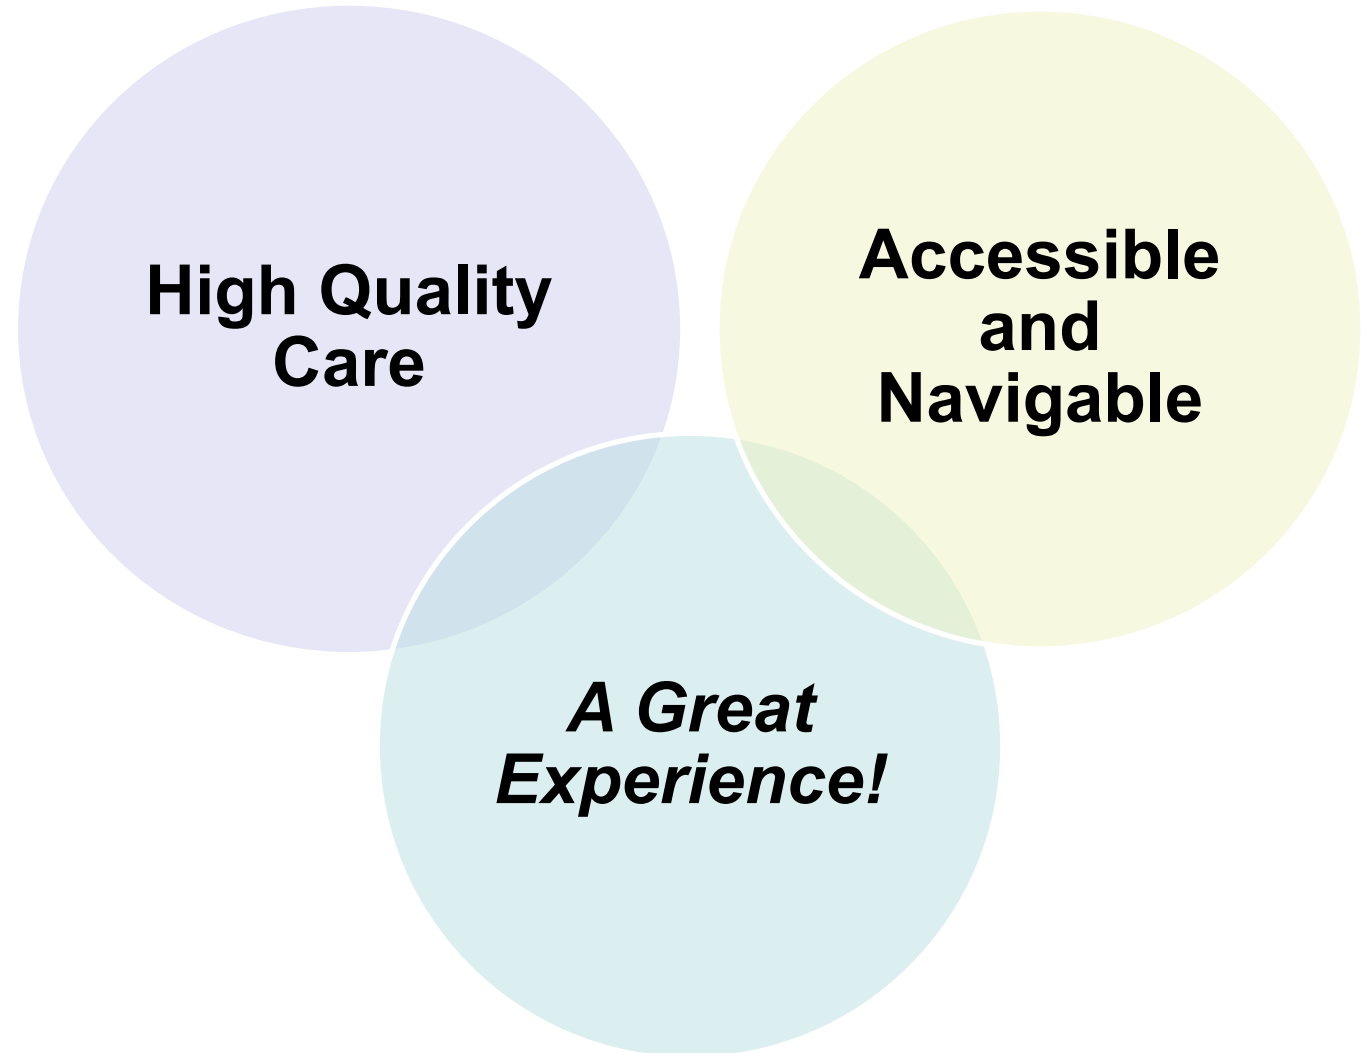 High Quality
Care
Accessible
and
Navigable
A Great
Experience!